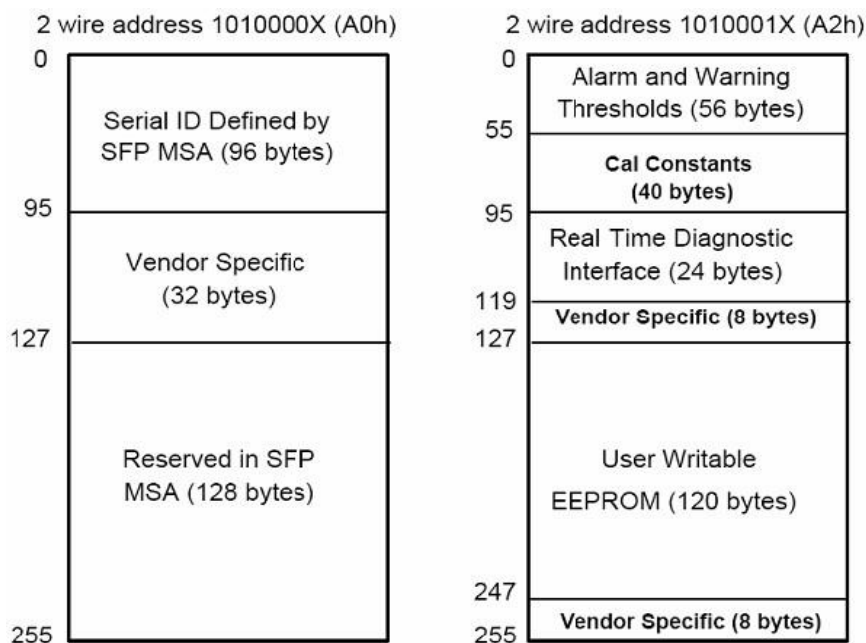 2 wire address 1010000X (A0h)
0
Serial ID Defined by
SFP MSA (96 bytes)
95
Vendor Specific
(32 bytes)
127
Reserved in SFP
MSA (128 bytes)
255
2 wire address 1010001X (A2h)
0
Alarm and Warning
Thresholds (56 bytes)
55
Cal Constants
(40 bytes)
95
Real Time Diagnostic
Interface (24 bytes)
119
Vendor Specific (8 bytes)
127
User Writable
EEPROM (120 bytes)
247
Vendor Specific (8 bytes)
255